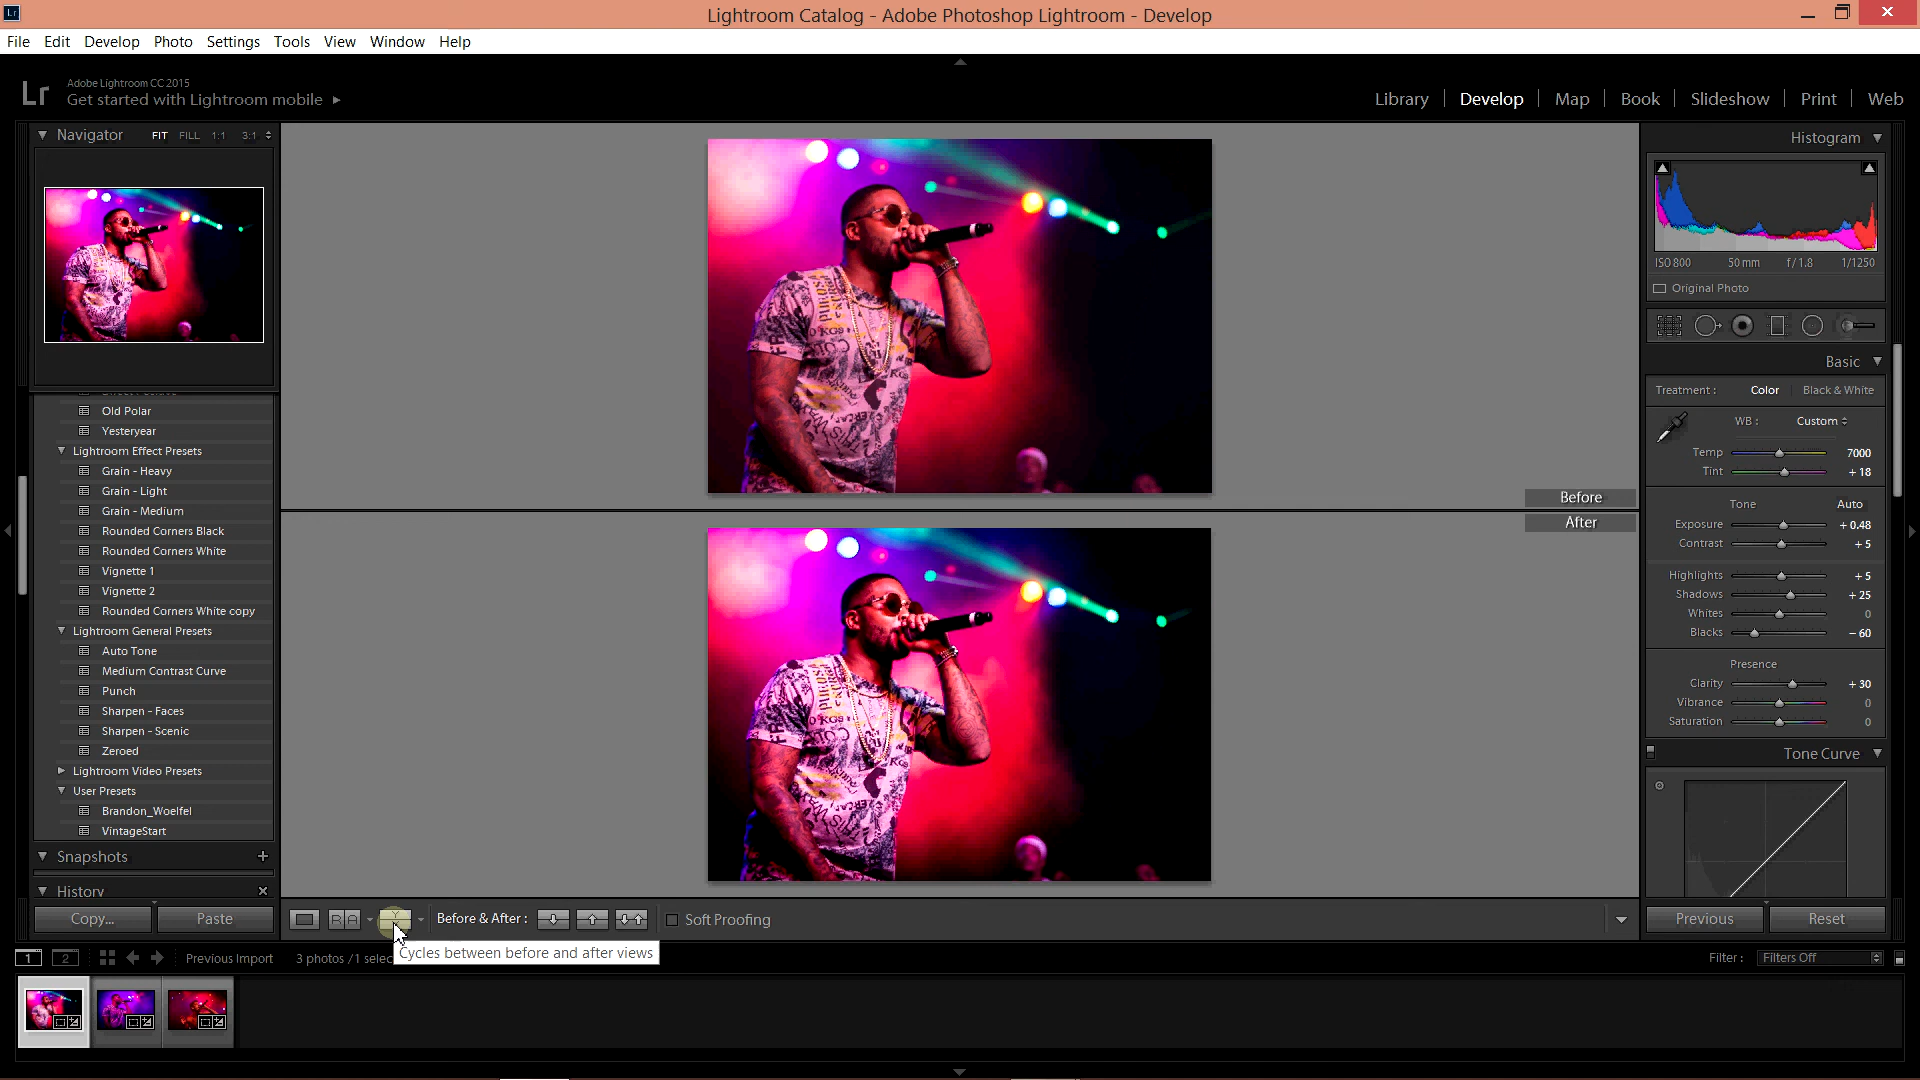 Lr
Lightroom Catalog - Adobe Photoshop Lightroom - Develop
File Edit Develop Photo Settings Tools View Window Help
Lr
Adobe Lightroom CC 2015
Get started with Lightroom mobile
Library Develop Map Book Slideshow Print Web
Navigator FIT FILL 1:1 3:1
Old Polar
Yesteryear
Lightroom Effect Presets
Grain - Heavy
Grain - Light
Grain - Medium
Rounded Corners Black
Rounded Corners White
Vignette 1
Vignette 2
Rounded Corners White copy
Lightroom General Presets
Auto Tone
Medium Contrast Curve
Punch
Sharpen - Faces
Sharpen - Scenic
Zeroed
Lightroom Video Presets
User Presets
Brandon_Woelfel
VintageStart
Snapshots
History
Copy... Paste
Before
After
Histogram
ISO 800 50 mm f/1.8 1/1250
Original Photo
Basic
Treatment : Color Black & White
WB : Custom
Temp 7000
Tint + 18
Tone Auto
Exposure + 0.48
Contrast + 5
Highlights + 5
Shadows + 25
Whites 0
Blacks - 60
Presence
Clarity + 30
Vibrance 0
Saturation 0
Tone Curve
Previous Reset
R A Y Y Before & After : Soft Proofing
Cycles between before and after views
1 2 Previous Import 3 photos / 1 selec
Filter : Filters Off